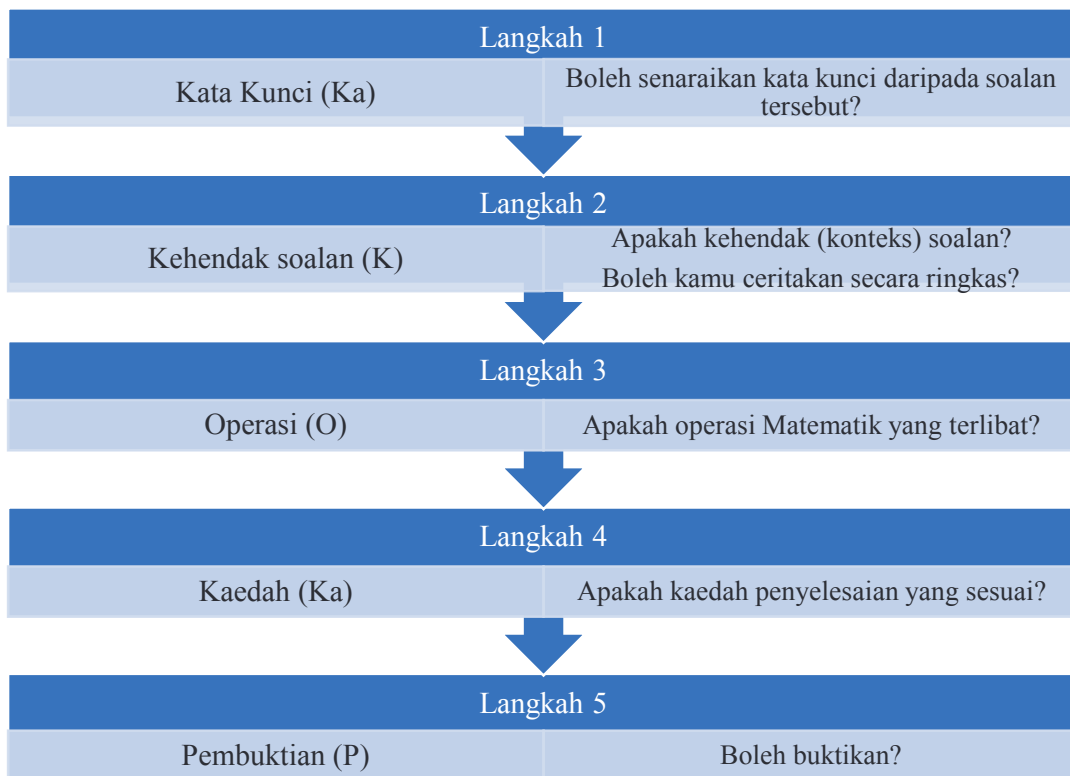 Langkah 1
Kata Kunci (Ka)
Boleh senaraikan kata kunci daripada soalan
tersebut?
Langkah 2
Kehendak soalan (K)
Apakah kehendak (konteks) soalan?
Boleh kamu ceritakan secara ringkas?
Langkah 3
Operasi (O)
Apakah operasi Matematik yang terlibat?
Langkah 4
Kaedah (Ka)
Apakah kaedah penyelesaian yang sesuai?
Langkah 5
Pembuktian (P)
Boleh buktikan?